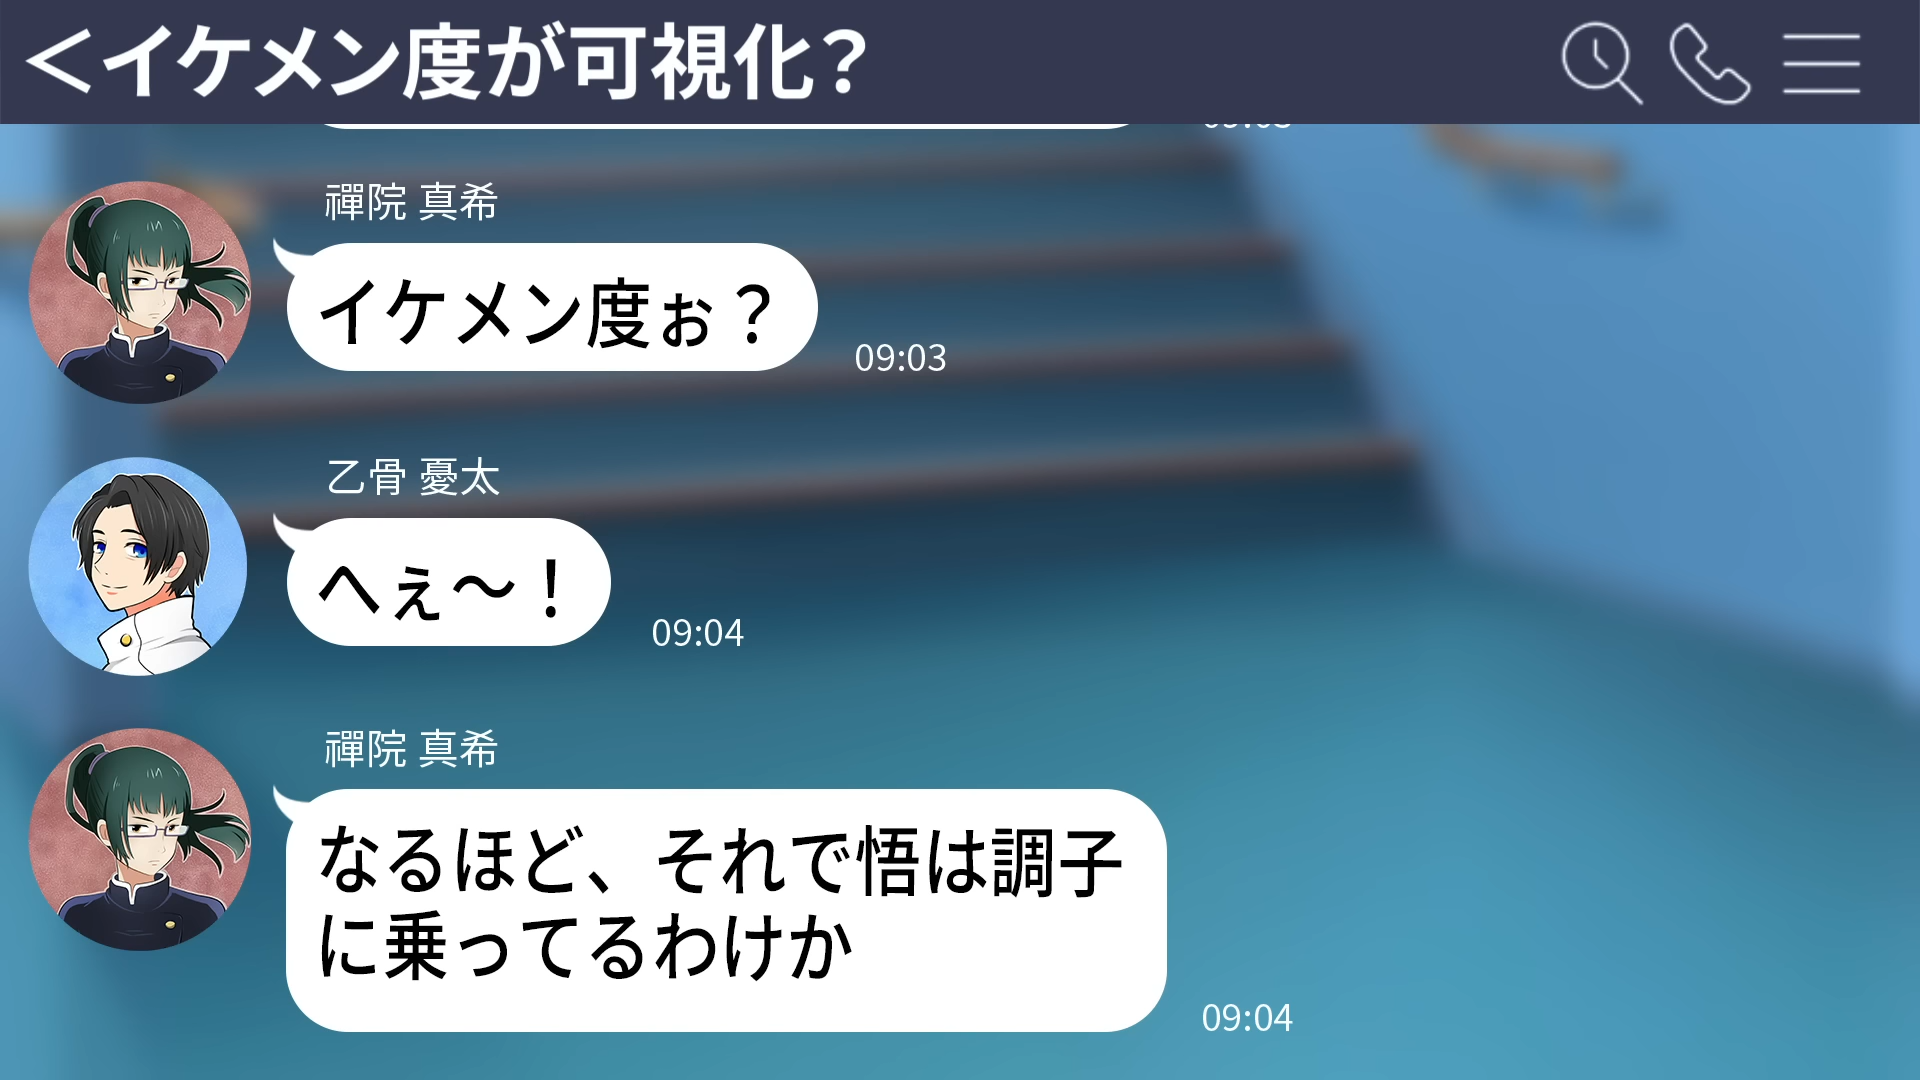 ＜イケメン度が可視化？
禪院 真希
イケメン度ぉ？
09:03
乙骨 憂太
へぇ～！
09:04
禪院 真希
なるほど、それで悟は調子
に乗ってるわけか
09:04